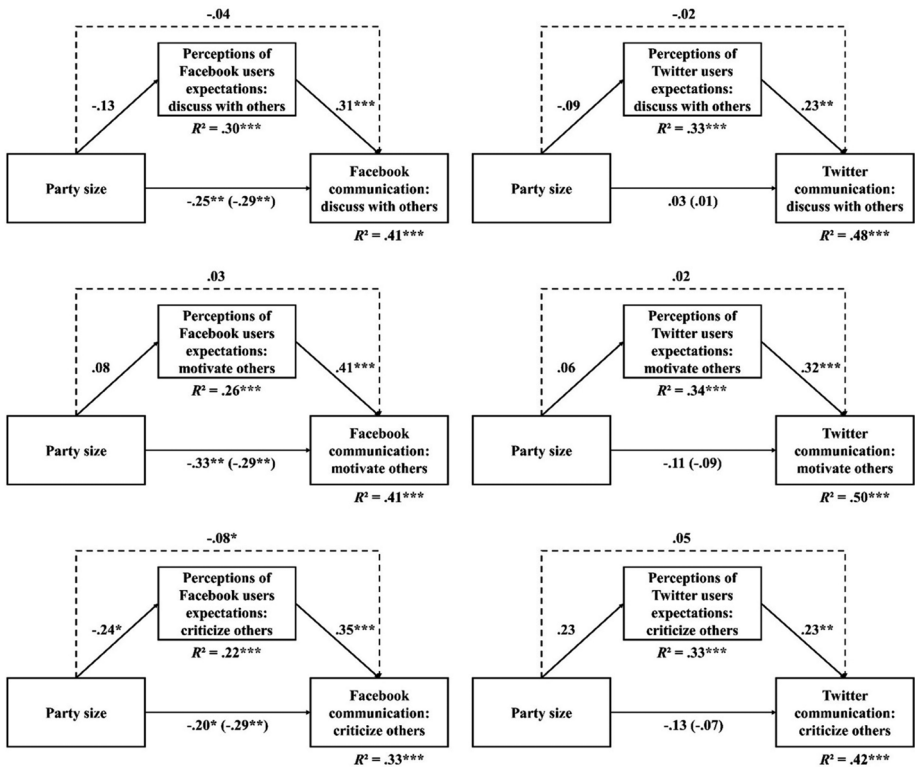 -.04
Perceptions of
Facebook users
expectations:
discuss with others
-.13
.31***
R² = .30***
Party size
-.25** (-.29**)
Facebook
communication:
discuss with others
R² = .41***
-.02
Perceptions of
Twitter users
expectations:
discuss with others
-.09
.23**
R² = .33***
Party size
.03 (.01)
Twitter
communication:
discuss with others
R² = .48***
.03
Perceptions of
Facebook users
expectations:
motivate others
.08
.41***
R² = .26***
Party size
-.33** (-.29**)
Facebook
communication:
motivate others
R² = .41***
.02
Perceptions of
Twitter users
expectations:
motivate others
.06
.32***
R² = .34***
Party size
-.11 (-.09)
Twitter
communication:
motivate others
R² = .50***
-.08*
Perceptions of
Facebook users
expectations:
criticize others
-.24*
.35***
R² = .22***
Party size
-.20* (-.29**)
Facebook
communication:
criticize others
R² = .33***
.05
Perceptions of
Twitter users
expectations:
criticize others
.23
.23**
R² = .33***
Party size
-.13 (-.07)
Twitter
communication:
criticize others
R² = .42***